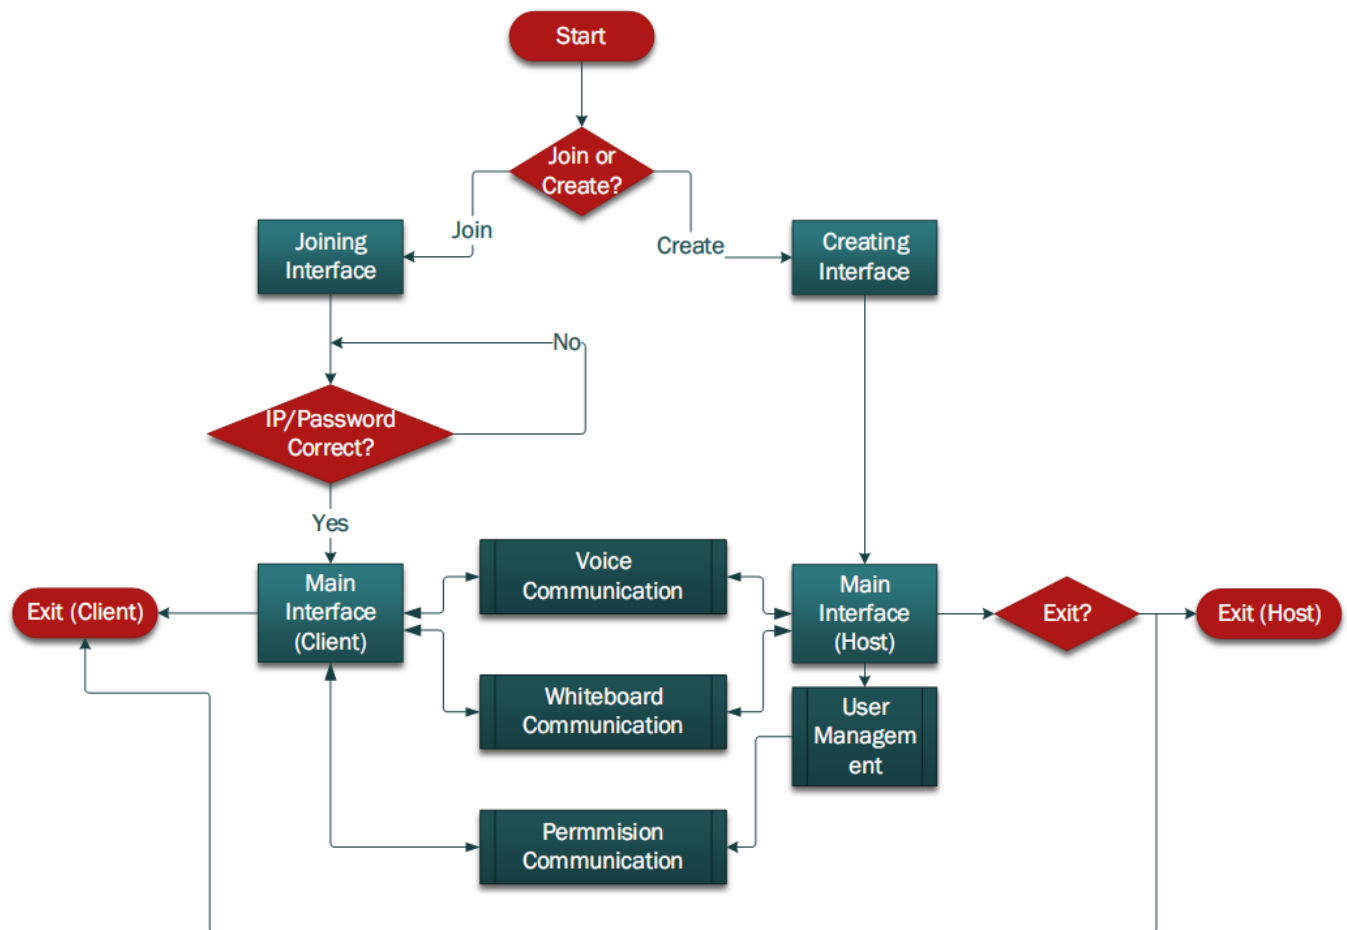 Start
Join or
Create?
Join
Create
Joining
Interface
Creating
Interface
No
IP/Password
Correct?
Yes
Voice
Communication
Main
Interface
(Client)
Main
Interface
(Host)
Exit (Client)
Exit?
Exit (Host)
Whiteboard
Communication
User
Managem
ent
Permmision
Communication